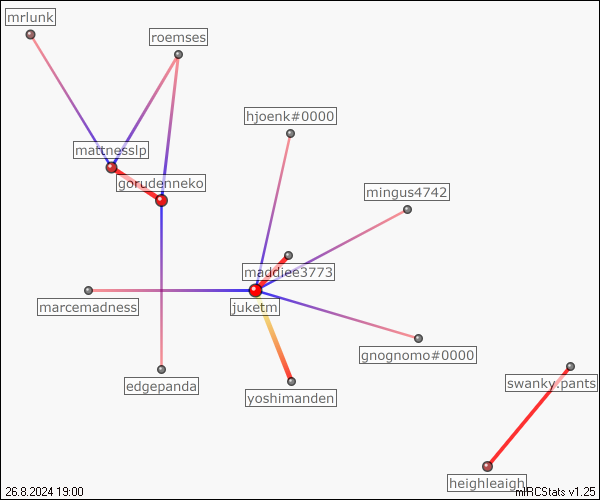 mrlunk
roemses
hjoenk#0000
mattnesslp
gorudenneko
mingus4742
maddiee3773
marcemadness
juketm
gnognomo#0000
edgepanda
swanky.pants
yoshimanden
heighleaigh
26.8.2024 19:00
mIRCStats v1.25